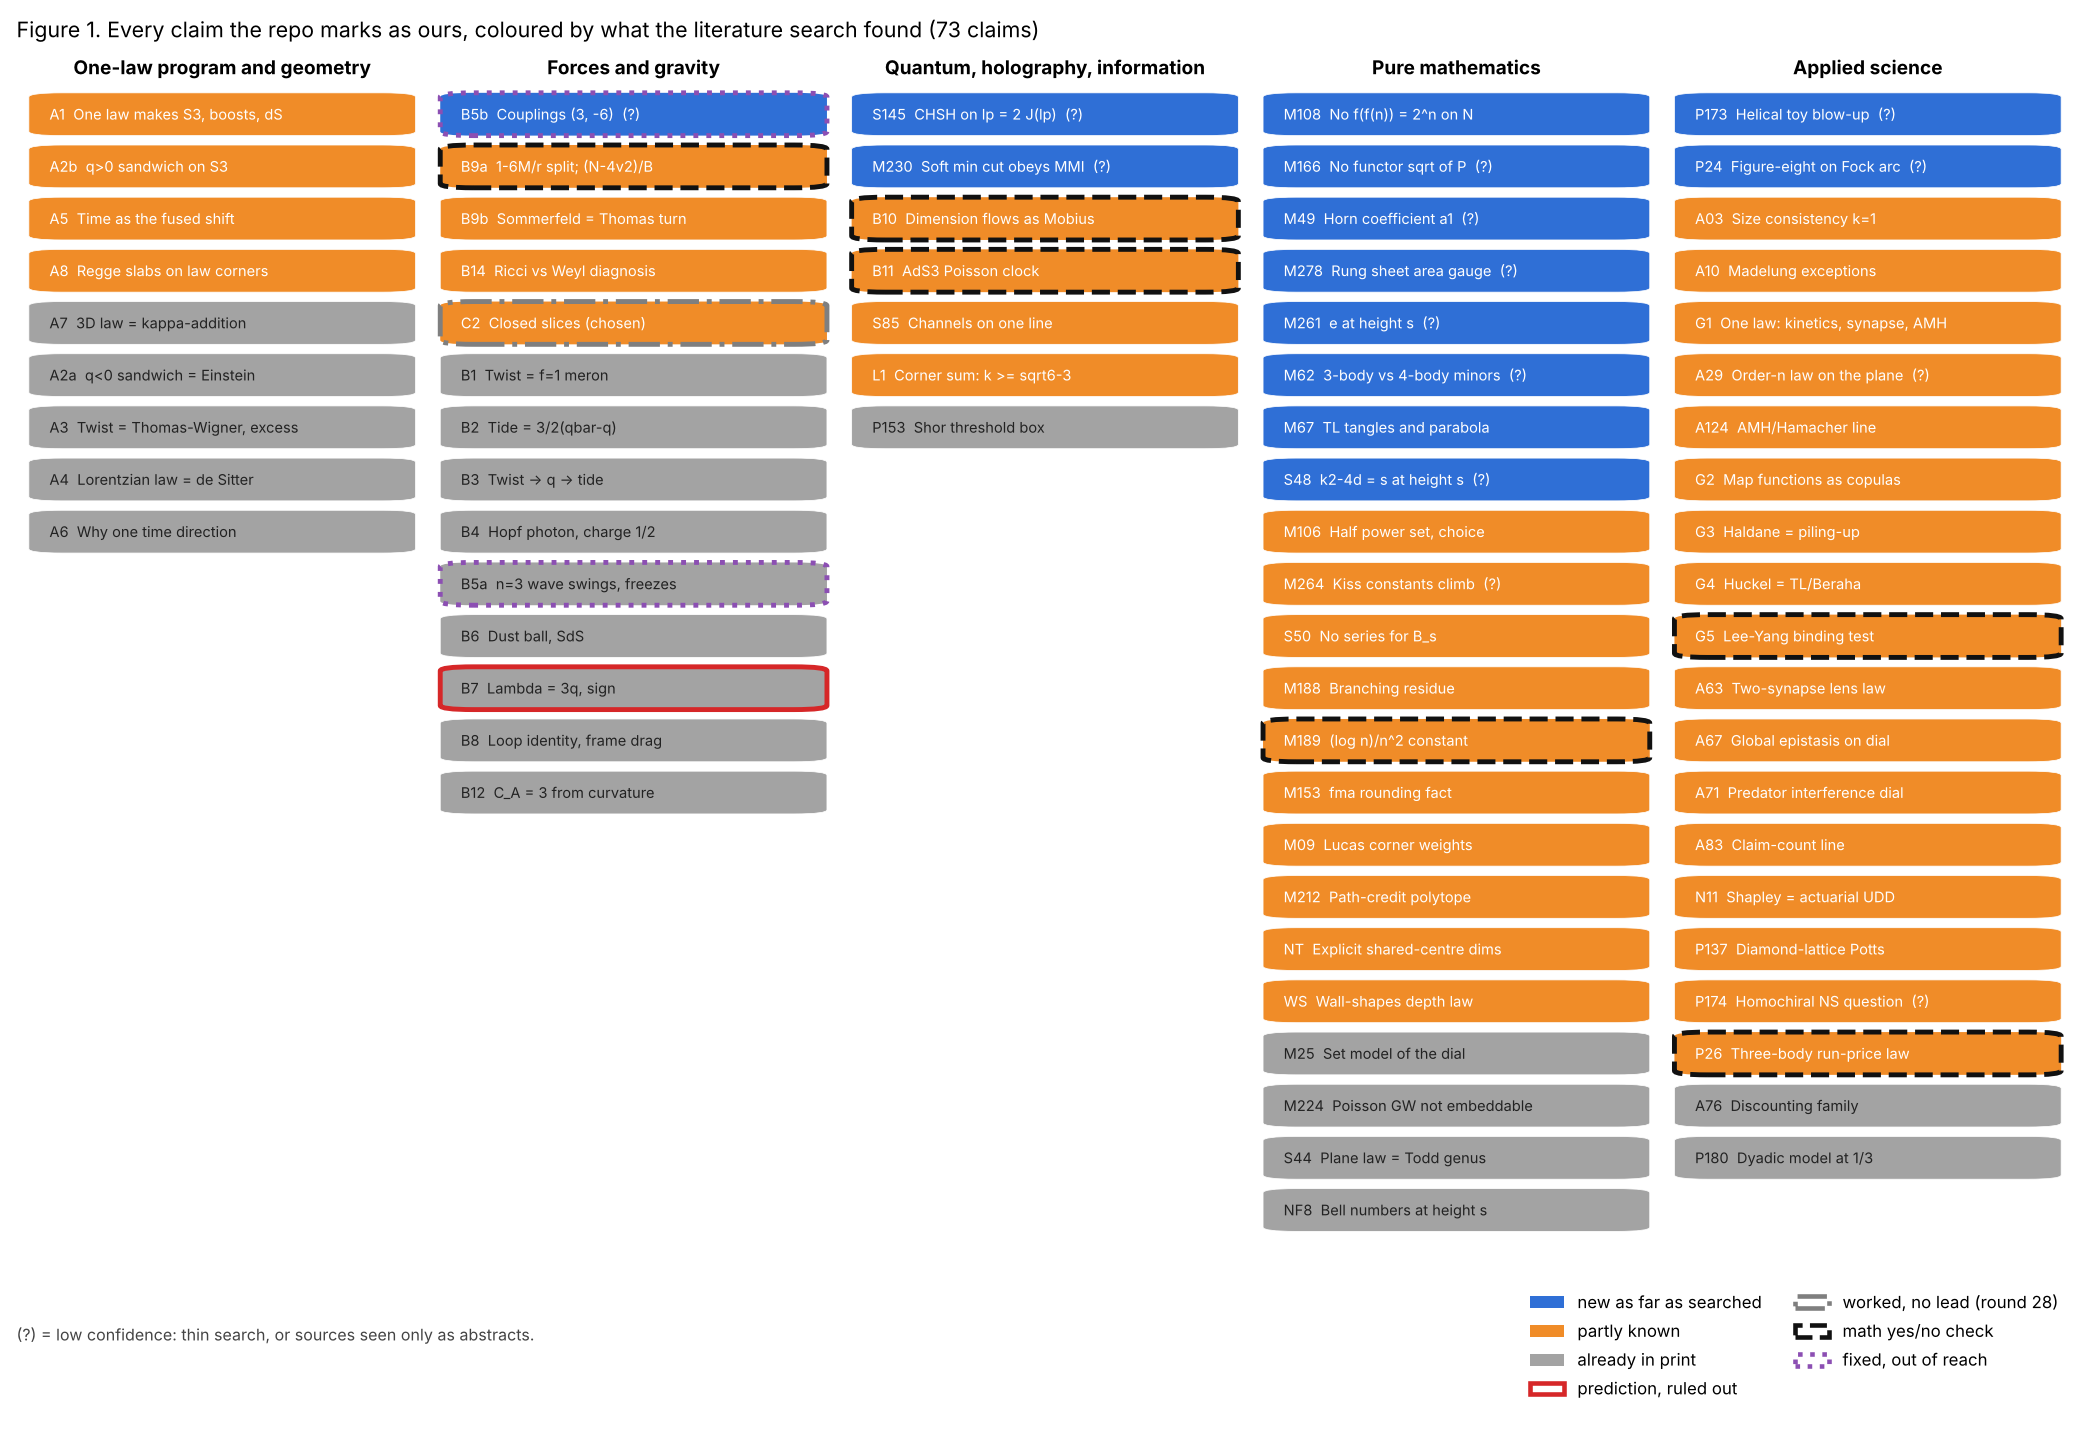 Figure 1. Every claim the repo marks as ours, coloured by what the literature search found (73 claims)
One-law program and geometry
A1 One law makes S3, boosts, dS
A2b q>0 sandwich on S3
A5 Time as the fused shift
A8 Regge slabs on law corners
A7 3D law = kappa-addition
A2a q<0 sandwich = Einstein
A3 Twist = Thomas-Wigner, excess
A4 Lorentzian law = de Sitter
A6 Why one time direction
Forces and gravity
B5b Couplings (3, -6) (?)
B9a 1-6M/r split; (N-4v2)/B
B9b Sommerfeld = Thomas turn
B14 Ricci vs Weyl diagnosis
C2 Closed slices (chosen)
B1 Twist = f=1 meron
B2 Tide = 3/2(qbar-q)
B3 Twist → q → tide
B4 Hopf photon, charge 1/2
B5a n=3 wave swings, freezes
B6 Dust ball, SdS
B7 Lambda = 3q, sign
B8 Loop identity, frame drag
B12 C_A = 3 from curvature
Quantum, holography, information
S145 CHSH on lp = 2 J(lp) (?)
M230 Soft min cut obeys MMI (?)
B10 Dimension flows as Mobius
B11 AdS3 Poisson clock
S85 Channels on one line
L1 Corner sum: k >= sqrt6-3
P153 Shor threshold box
Pure mathematics
M108 No f(f(n)) = 2^n on N
M166 No functor sqrt of P (?)
M49 Horn coefficient a1 (?)
M278 Rung sheet area gauge (?)
M261 e at height s (?)
M62 3-body vs 4-body minors (?)
M67 TL tangles and parabola
S48 k2-4d = s at height s (?)
M106 Half power set, choice
M264 Kiss constants climb (?)
S50 No series for B_s
M188 Branching residue
M189 (log n)/n^2 constant
M153 fma rounding fact
M09 Lucas corner weights
M212 Path-credit polytope
NT Explicit shared-centre dims
WS Wall-shapes depth law
M25 Set model of the dial
M224 Poisson GW not embeddable
S44 Plane law = Todd genus
NF8 Bell numbers at height s
Applied science
P173 Helical toy blow-up (?)
P24 Figure-eight on Fock arc (?)
A03 Size consistency k=1
A10 Madelung exceptions
G1 One law: kinetics, synapse, AMH
A29 Order-n law on the plane (?)
A124 AMH/Hamacher line
G2 Map functions as copulas
G3 Haldane = piling-up
G4 Huckel = TL/Beraha
G5 Lee-Yang binding test
A63 Two-synapse lens law
A67 Global epistasis on dial
A71 Predator interference dial
A83 Claim-count line
N11 Shapley = actuarial UDD
P137 Diamond-lattice Potts
P174 Homochiral NS question (?)
P26 Three-body run-price law
A76 Discounting family
P180 Dyadic model at 1/3
(?) = low confidence: thin search, or sources seen only as abstracts.
new as far as searched
partly known
already in print
prediction, ruled out
worked, no lead (round 28)
math yes/no check
fixed, out of reach